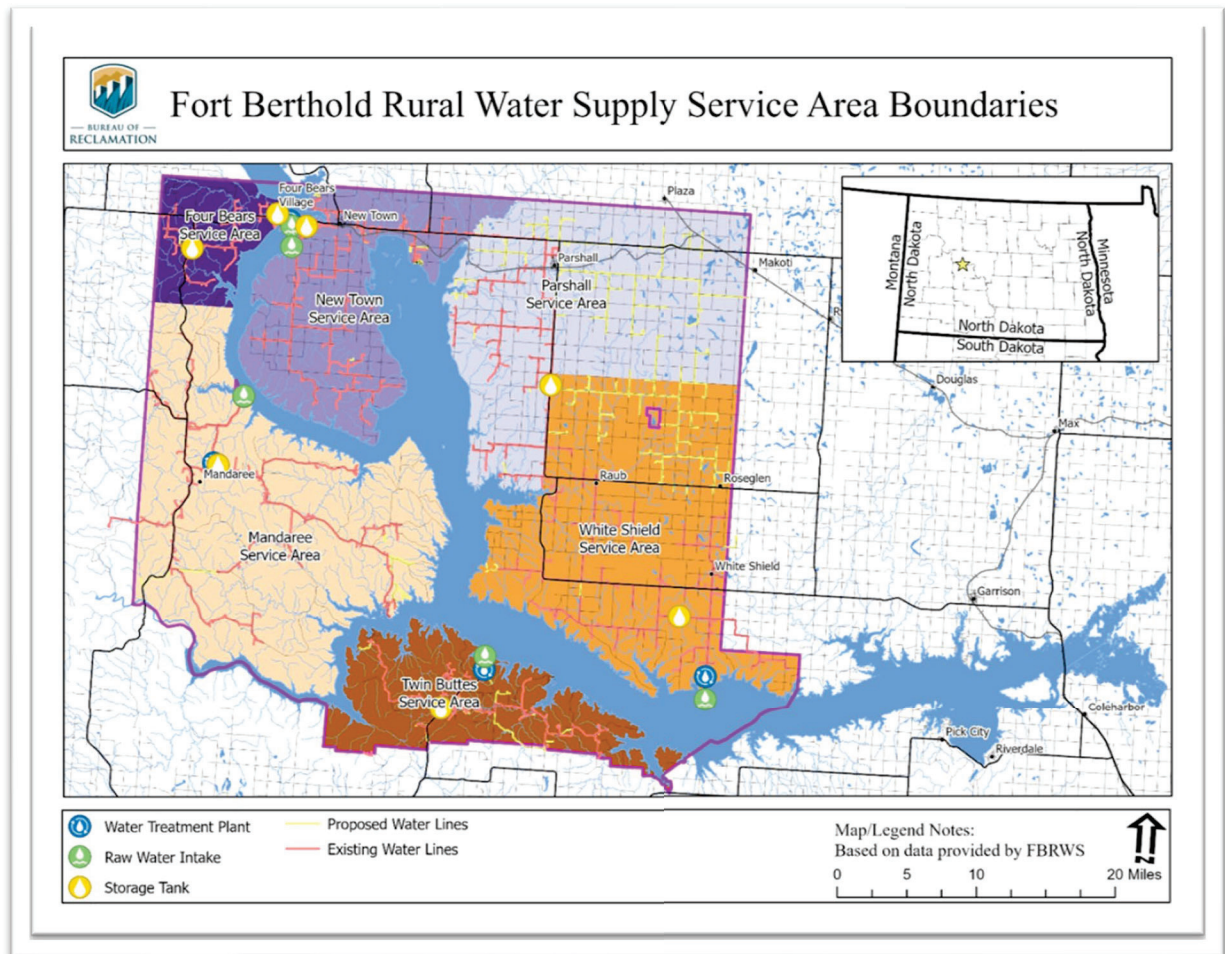 BUREAU OF
RECLAMATION
Fort Berthold Rural Water Supply Service Area Boundaries
Four Bears
Village
Four Bears
Service Area
New Town
Plaza
Parshall
Parshall
Service Area
Makoti
R
New Town
Service Area
Montana
North Dakota
North Dakota
Minnesota
North Dakota
South Dakota
Douglas
Max
Mandaree
Raub
Roseglen
Mandaree
Service Area
White Shield
Service Area
White Shield
Garrison
Twin Buttes
Service Area
Coleharbor
Pick City
Riverdale
Water Treatment Plant
Raw Water Intake
Storage Tank
Proposed Water Lines
Existing Water Lines
Map/Legend Notes:
Based on data provided by FBRWS
0 5 10 20 Miles
N